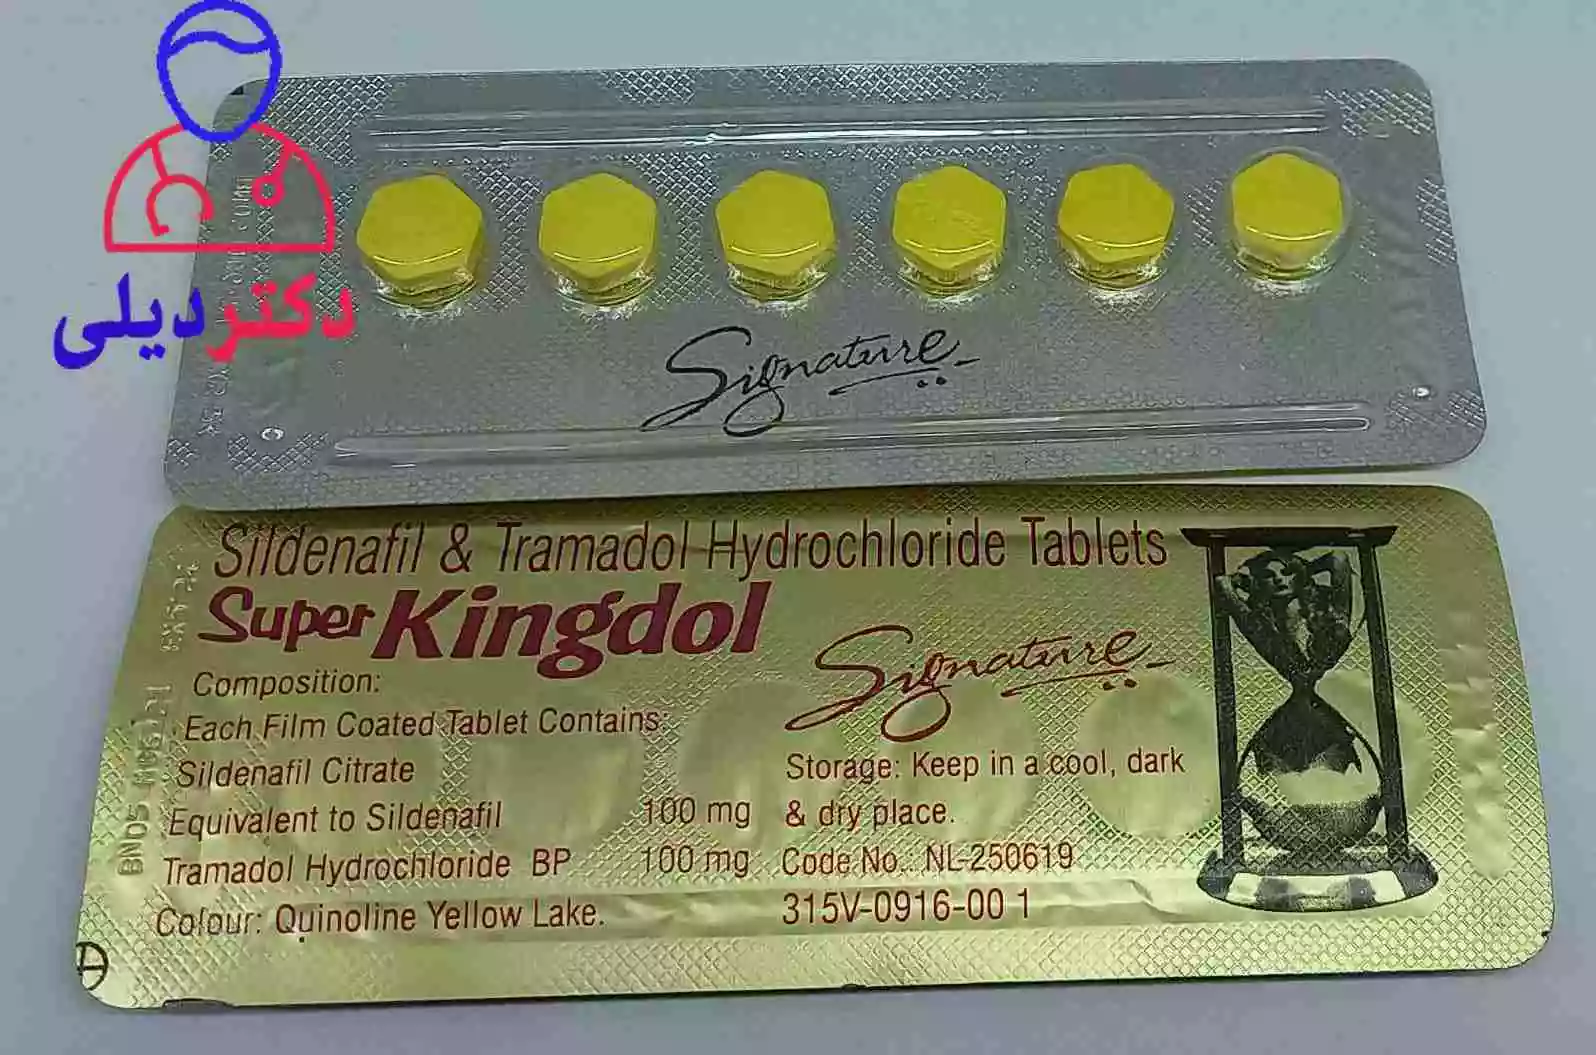 دکتر دیلی
Signature
Sildenafil & Tramadol Hydrochloride Tablets
Super Kingdol
Signature
Composition:
Each Film Coated Tablet Contains:
Sildenafil Citrate
Equivalent to Sildenafil 100 mg
Tramadol Hydrochloride BP 100 mg
Colour: Quinoline Yellow Lake.
Storage: Keep in a cool, dark
& dry place.
Code No.: NL-250619
315V-0916-00 1